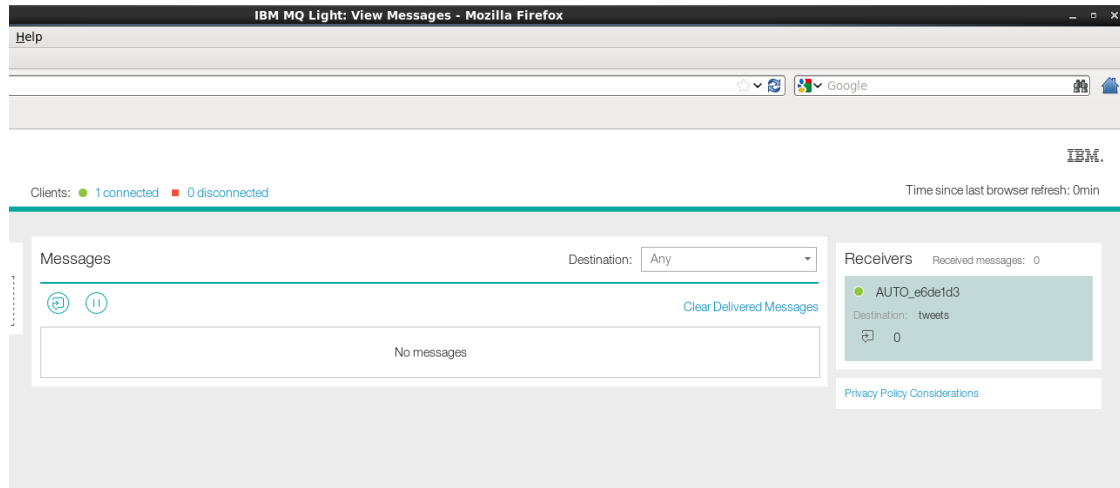 IBM MQ Light: View Messages - Mozilla Firefox
Help
Google
IBM.
Clients: 1 connected 0 disconnected
Time since last browser refresh: 0min
Messages
Destination: Any
Clear Delivered Messages
No messages
Receivers Received messages: 0
AUTO_e6de1d3
Destination: tweets
0
Privacy Policy Considerations